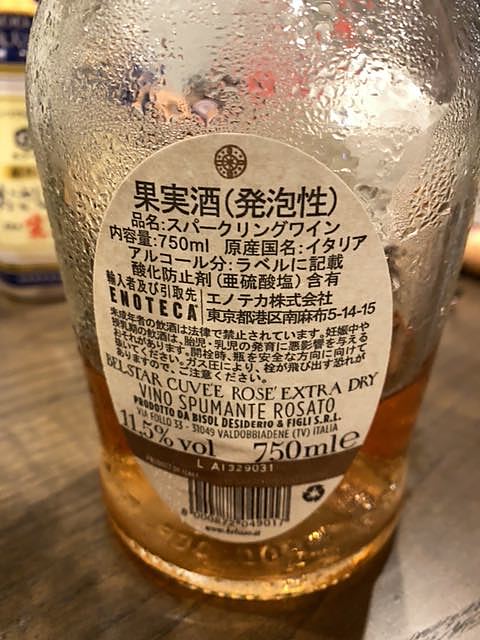 果実酒(発泡性)
品名:スパークリングワイン
内容量:750ml 原産国名:イタリア
アルコール分:ラベルに記載
酸化防止剤(亜硫酸塩)含有
輸入者及び引取先
ENOTECA
エノテカ株式会社
東京都港区南麻布5-14-15
未成年者の飲酒は法律で禁止されています。妊娠中や
授乳期の飲酒は、胎児・乳児の発育に悪影響を与える
おそれがあります。開栓時、瓶を安全な方向に向けて
扱いください。ガス圧により、栓が飛び出す恐れが
ありますので、ご注意ください。
BELSTAR CUVÉE ROSÉ EXTRA DRY
VINO SPUMANTE ROSATO
PRODOTTO DA BISOL DESIDERIO & FIGLI S.R.L.
VIA FOLLO 33 - 31049 VALDOBBIADENE (TV) ITALIA
11,5% vol 750ml e
PRODUCT OF ITALY
L AI329031
8 000872 049017